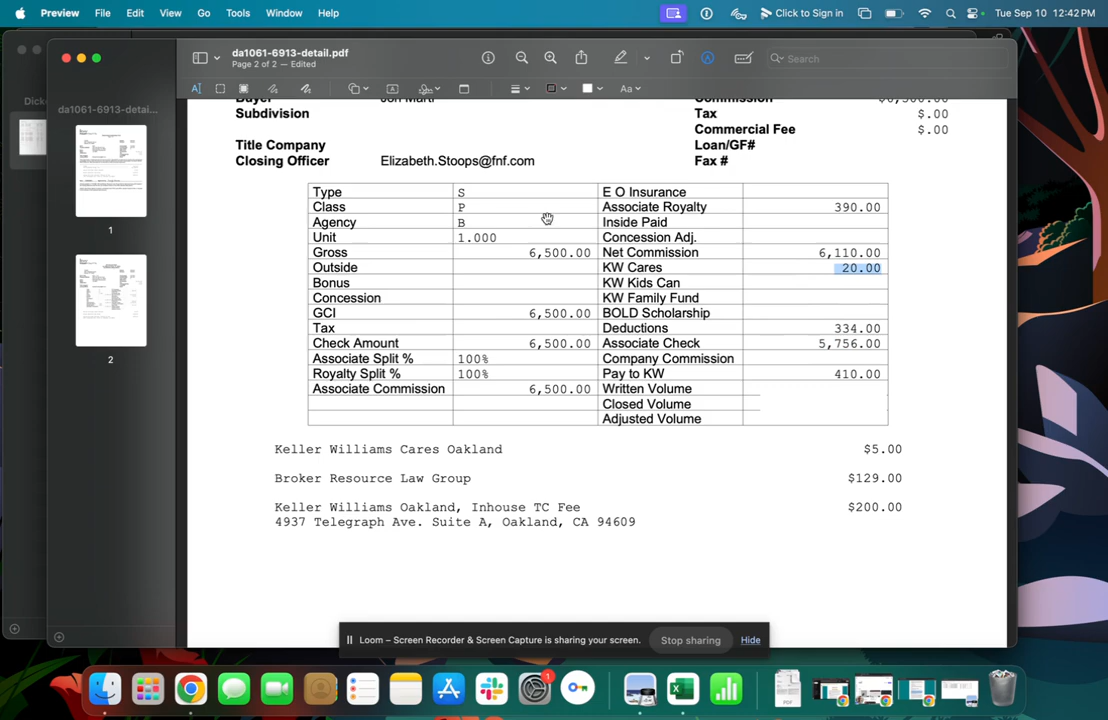 Preview File Edit View Go Tools Window Help Click to Sign in Tue Sep 10 12:42 PM
da1061-6913-detail.pdf
Page 2 of 2 — Edited
Search
Dick
da1061-6913-detai...
1
2
Aa
Subdivision
Title Company
Closing Officer Elizabeth.Stoops@fnf.com
Commission
Tax $.00
Commercial Fee $.00
Loan/GF#
Fax #
Type S E O Insurance
Class P Associate Royalty 390.00
Agency B Inside Paid
Unit 1.000 Concession Adj.
Gross 6,500.00 Net Commission 6,110.00
Outside KW Cares 20.00
Bonus KW Kids Can
Concession KW Family Fund
GCI 6,500.00 BOLD Scholarship
Tax Deductions 334.00
Check Amount 6,500.00 Associate Check 5,756.00
Associate Split % 100% Company Commission
Royalty Split % 100% Pay to KW 410.00
Associate Commission 6,500.00 Written Volume
Closed Volume
Adjusted Volume
Keller Williams Cares Oakland $5.00
Broker Resource Law Group $129.00
Keller Williams Oakland, Inhouse TC Fee $200.00
4937 Telegraph Ave. Suite A, Oakland, CA 94609
Loom – Screen Recorder & Screen Capture is sharing your screen. Stop sharing Hide
1
PDF